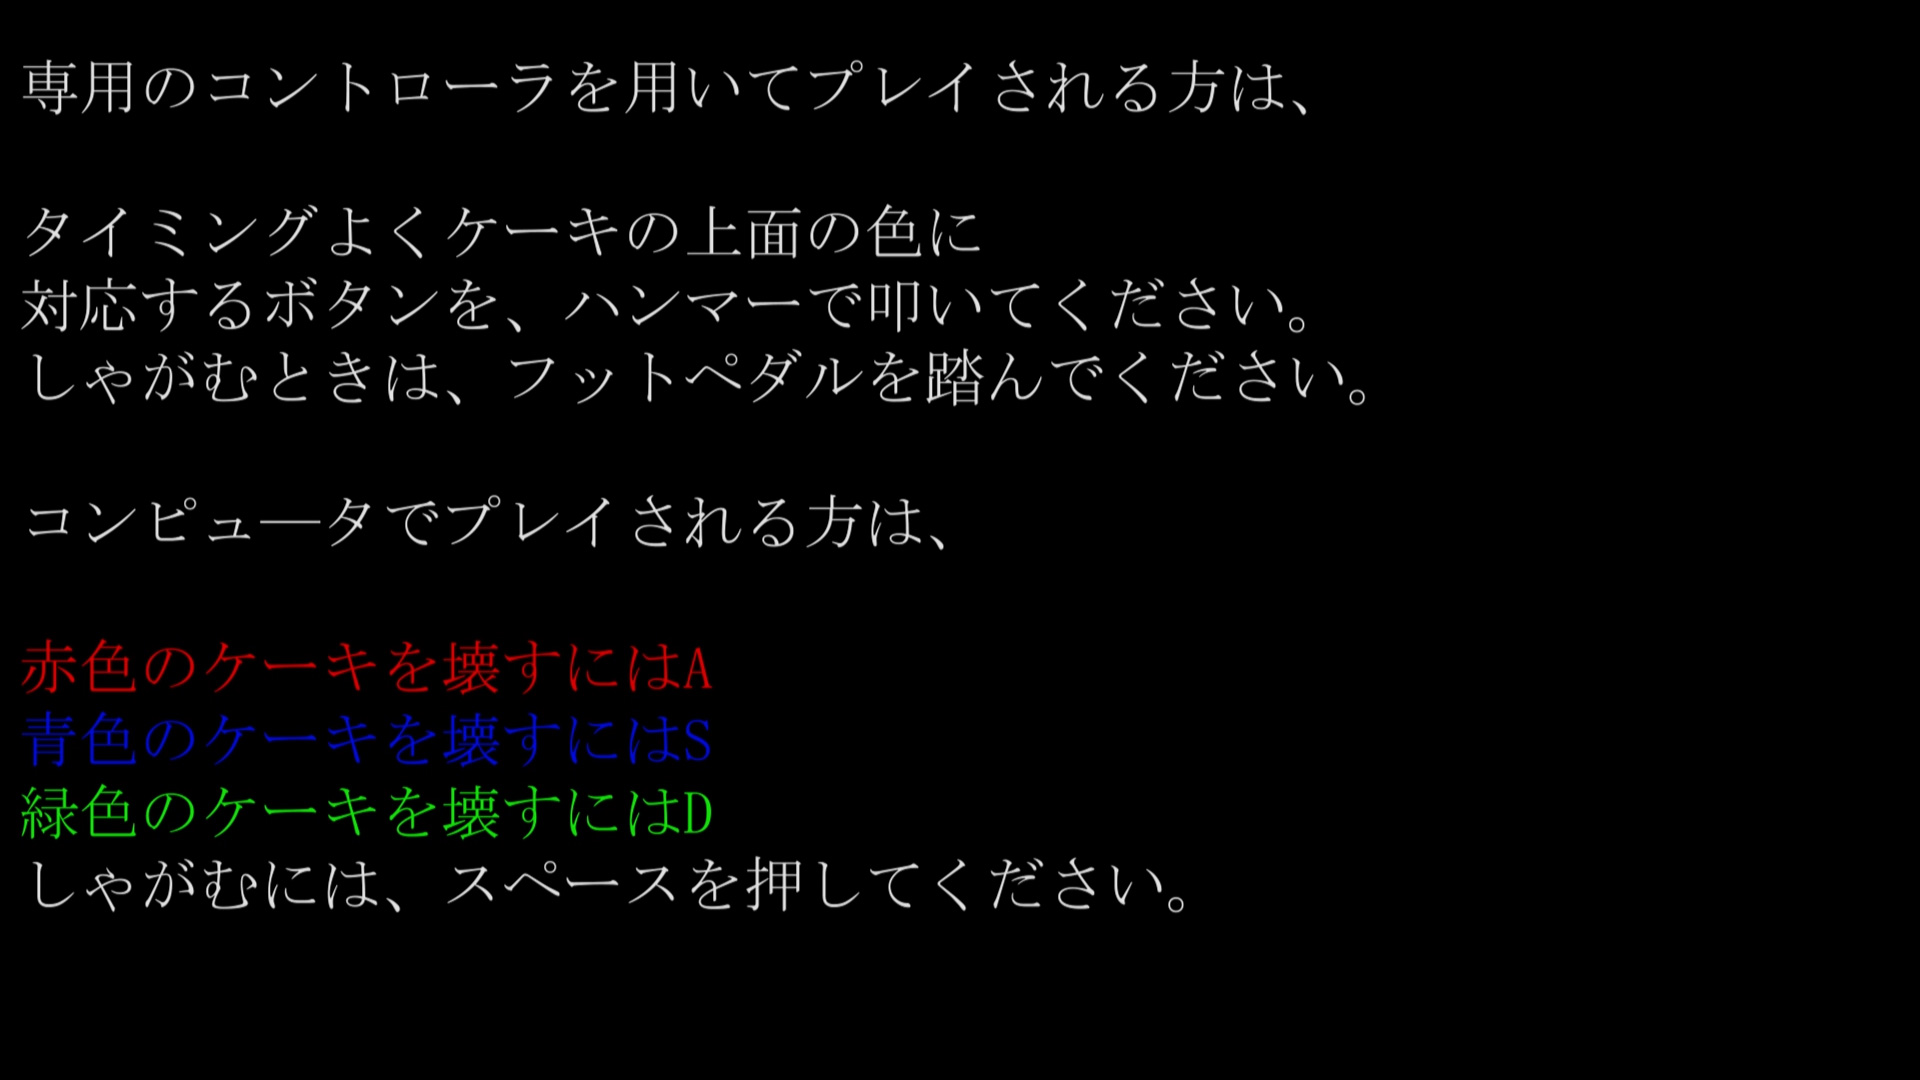 専用のコントローラを用いてプレイされる方は、
タイミングよくケーキの上面の色に
対応するボタンを、ハンマーで叩いてください。
しゃがむときは、フットペダルを踏んでください。
コンピュ―タでプレイされる方は、
赤色のケーキを壊すにはA
青色のケーキを壊すにはS
緑色のケーキを壊すにはD
しゃがむには、スペースを押してください。